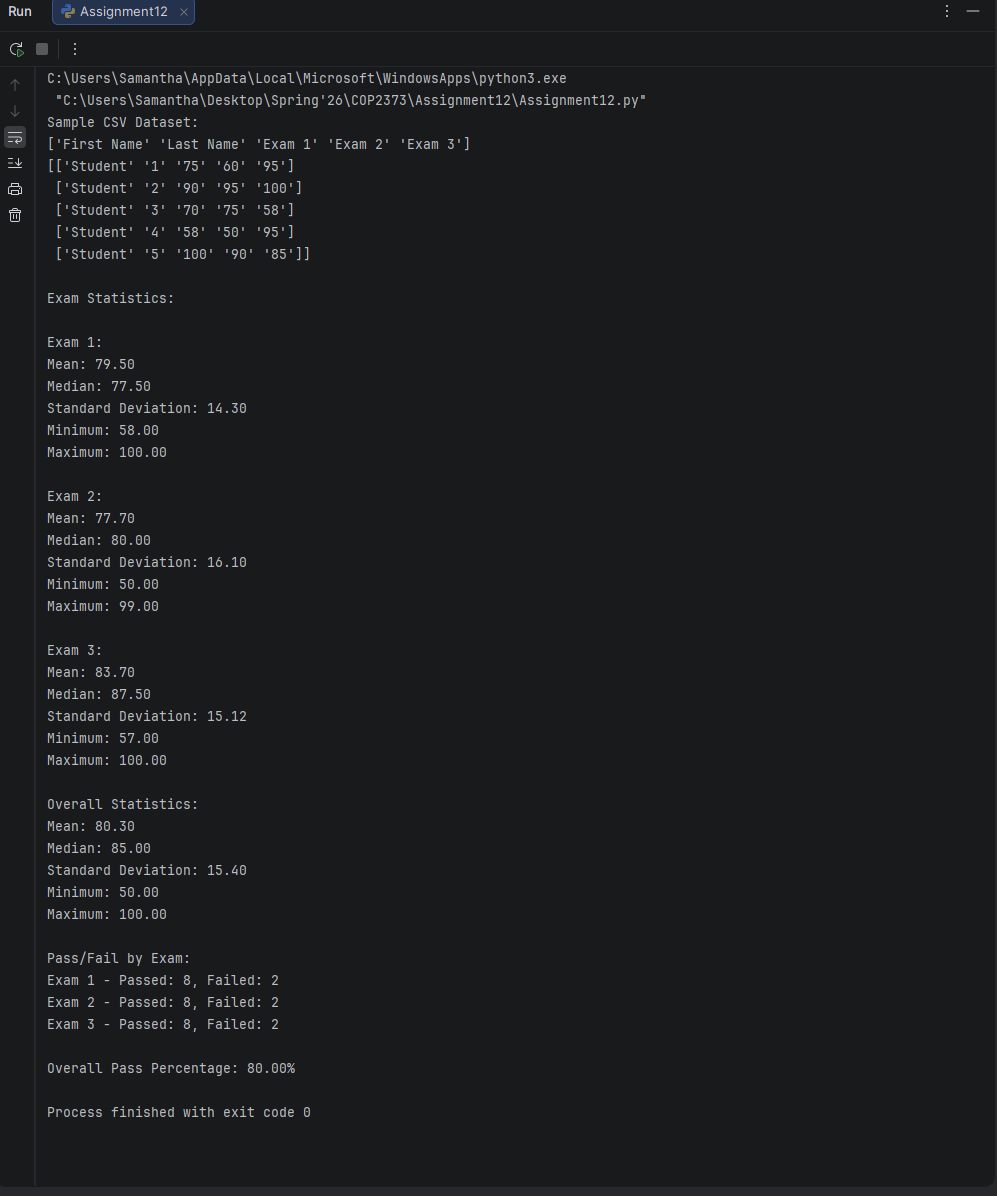 Run Assignment12
C:\Users\Samantha\AppData\Local\Microsoft\WindowsApps\python3.exe
"C:\Users\Samantha\Desktop\Spring'26\COP2373\Assignment12\Assignment12.py"
Sample CSV Dataset:
['First Name' 'Last Name' 'Exam 1' 'Exam 2' 'Exam 3']
[['Student' '1' '75' '60' '95']
['Student' '2' '90' '95' '100']
['Student' '3' '70' '75' '58']
['Student' '4' '58' '50' '95']
['Student' '5' '100' '90' '85']]
Exam Statistics:
Exam 1:
Mean: 79.50
Median: 77.50
Standard Deviation: 14.30
Minimum: 58.00
Maximum: 100.00
Exam 2:
Mean: 77.70
Median: 80.00
Standard Deviation: 16.10
Minimum: 50.00
Maximum: 99.00
Exam 3:
Mean: 83.70
Median: 87.50
Standard Deviation: 15.12
Minimum: 57.00
Maximum: 100.00
Overall Statistics:
Mean: 80.30
Median: 85.00
Standard Deviation: 15.40
Minimum: 50.00
Maximum: 100.00
Pass/Fail by Exam:
Exam 1 - Passed: 8, Failed: 2
Exam 2 - Passed: 8, Failed: 2
Exam 3 - Passed: 8, Failed: 2
Overall Pass Percentage: 80.00%
Process finished with exit code 0